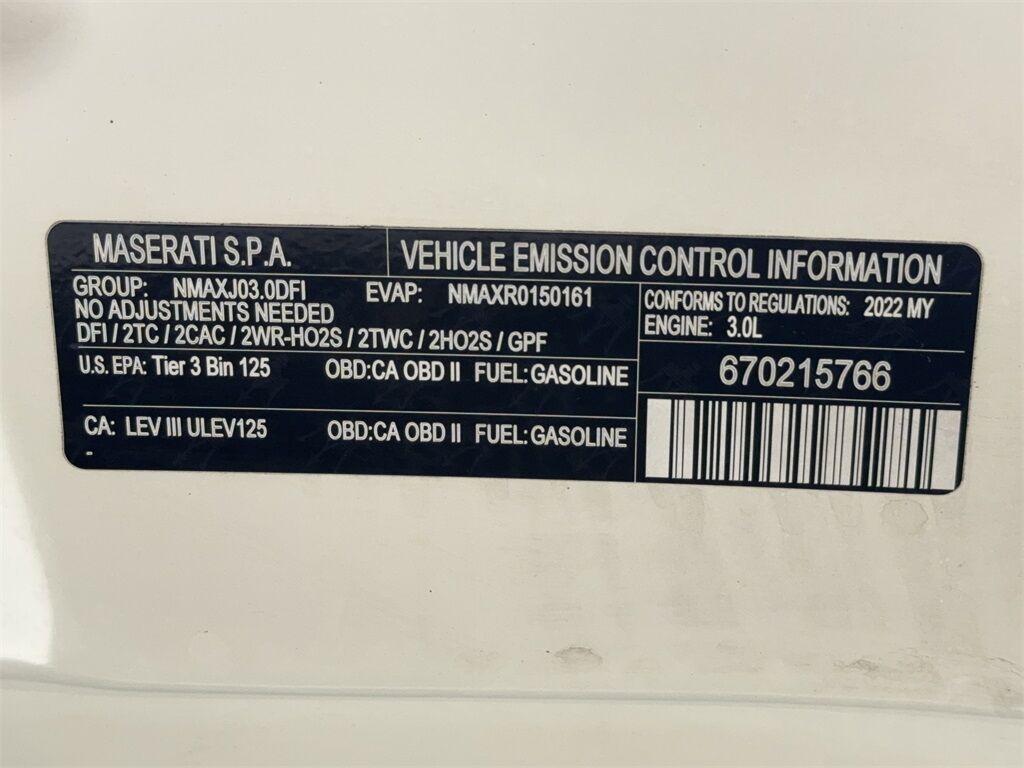 MASERATI S.P.A.
VEHICLE EMISSION CONTROL INFORMATION
GROUP: NMAXJ03.0DFI EVAP: NMAXR0150161
NO ADJUSTMENTS NEEDED
DFI / 2TC / 2CAC / 2WR-HO2S / 2TWC / 2HO2S / GPF
CONFORMS TO REGULATIONS: 2022 MY
ENGINE: 3.0L
U.S. EPA: Tier 3 Bin 125 OBD:CA OBD II FUEL:GASOLINE
670215766
CA: LEV III ULEV125 OBD:CA OBD II FUEL:GASOLINE
-